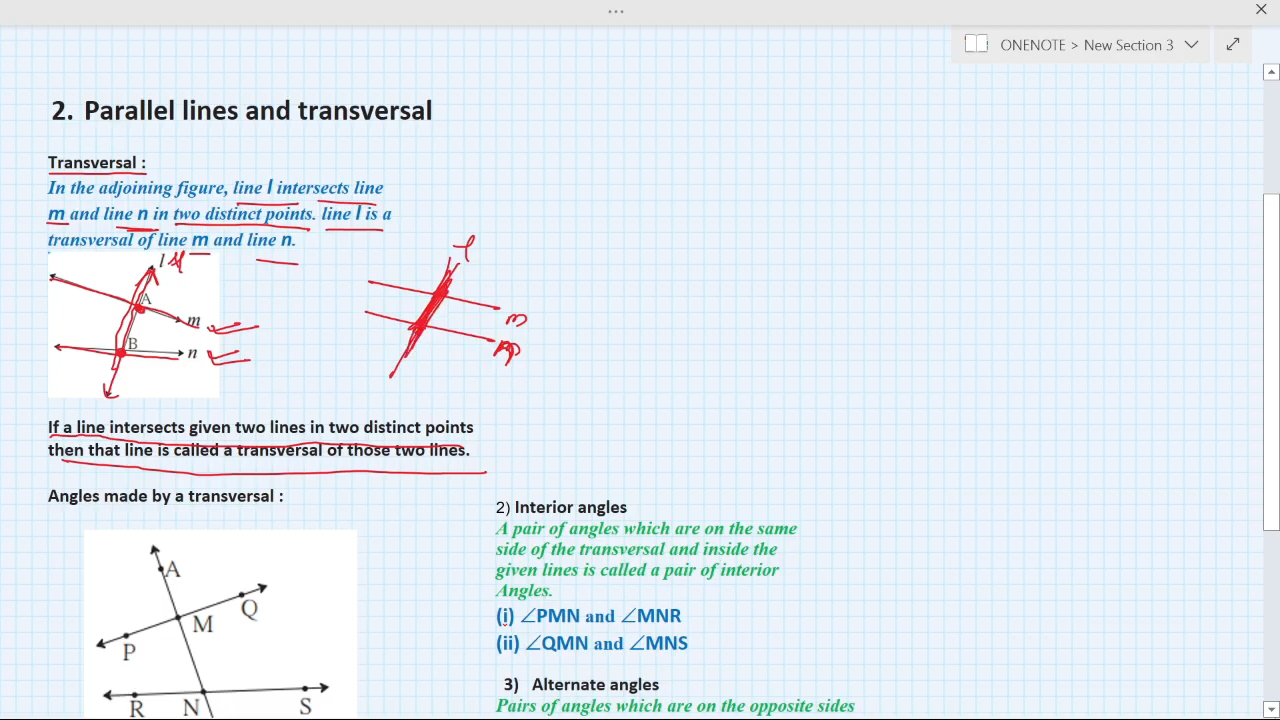 ONENOTE > New Section 3
2. Parallel lines and transversal
Transversal :
In the adjoining figure, line l intersects line
m and line n in two distinct points. line l is a
transversal of line m and line n.
l
A
m
B
n
m
If a line intersects given two lines in two distinct points
then that line is called a transversal of those two lines.
Angles made by a transversal :
A
Q
M
P
N
S
R
2) Interior angles
A pair of angles which are on the same
side of the transversal and inside the
given lines is called a pair of interior
Angles.
(i) ∠PMN and ∠MNR
(ii) ∠QMN and ∠MNS
3) Alternate angles
Pairs of angles which are on the opposite sides